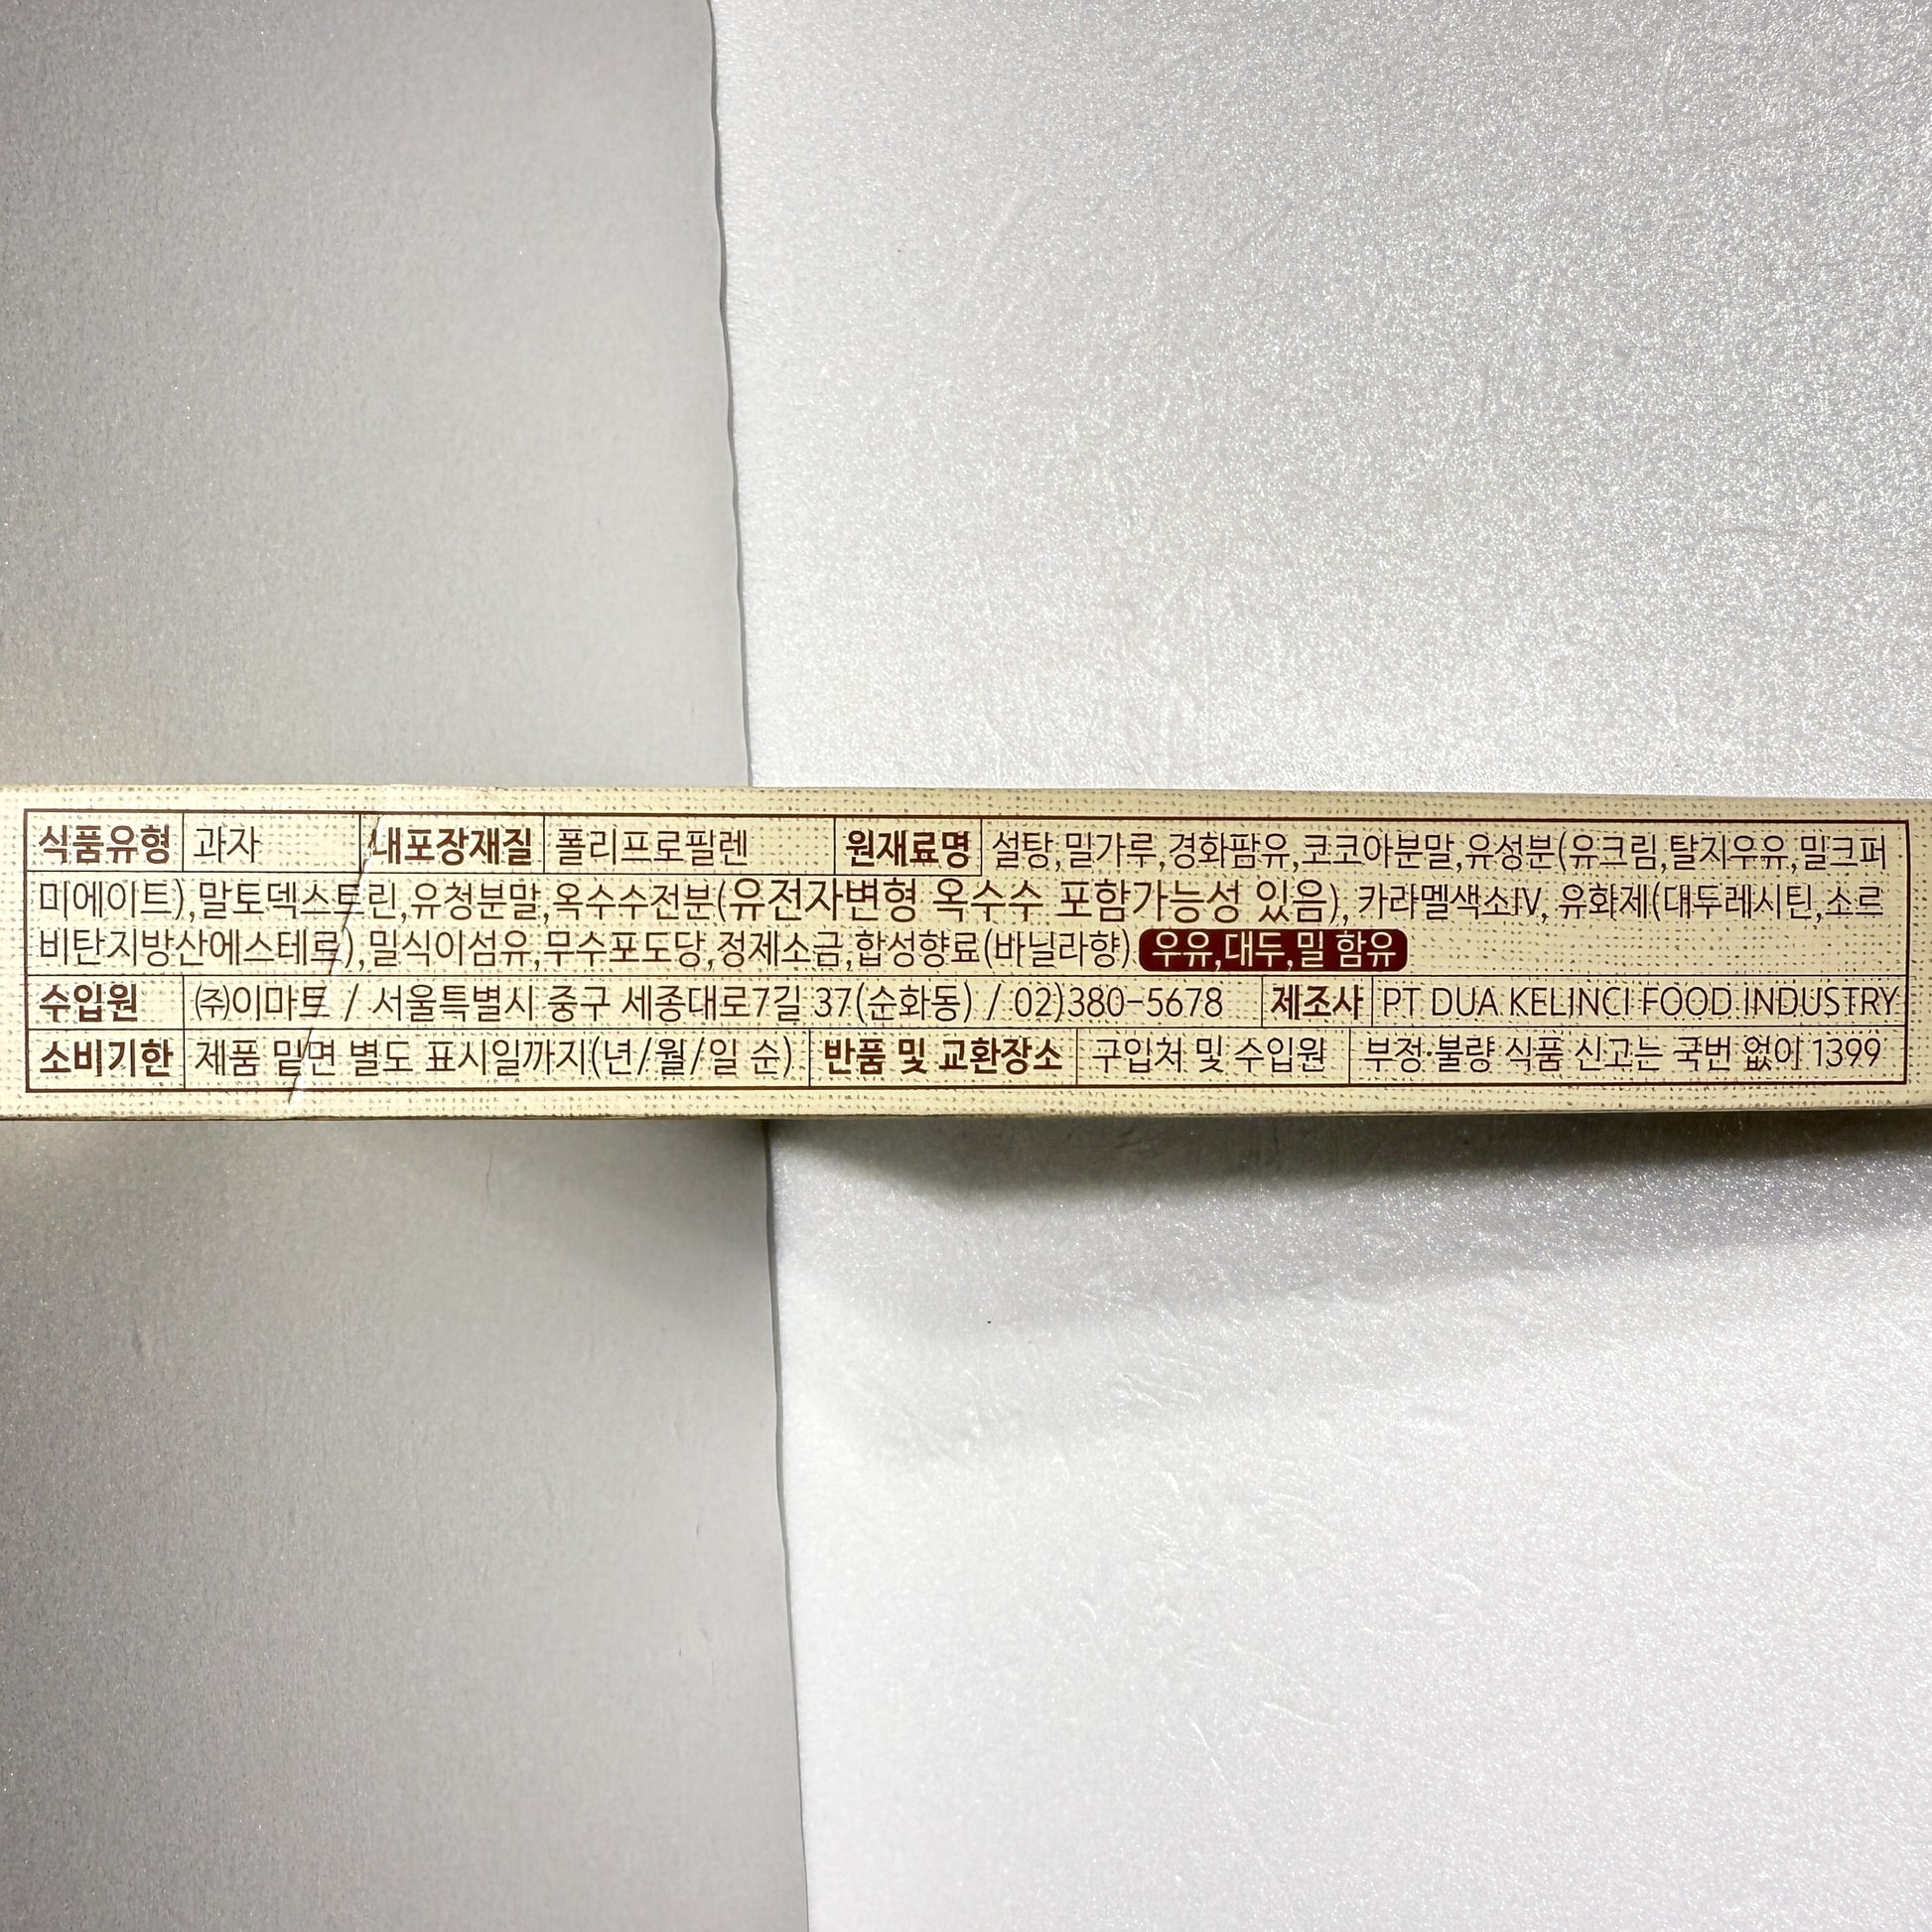 식품유형 과자 내포장재질 폴리프로필렌 원재료명 설탕,밀가루,경화팜유,코코아분말,유성분(유크림,탈지우유,밀크퍼
미에이트),말토덱스트린,유청분말,옥수수전분(유전자변형 옥수수 포함가능성 있음), 카라멜색소IV, 유화제(대두레시틴,소르
비탄지방산에스테르),밀식이섬유,무수포도당,정제소금,합성향료(바닐라향) 우유,대두,밀 함유
수입원 ㈜이마트 / 서울특별시 중구 세종대로7길 37(순화동) / 02)380-5678 제조사 PT DUA KELINCI FOOD INDUSTRY
소비기한 제품 밑면 별도 표시일까지(년/월/일 순) 반품 및 교환장소 구입처 및 수입원 부정·불량 식품 신고는 국번 없이 1399